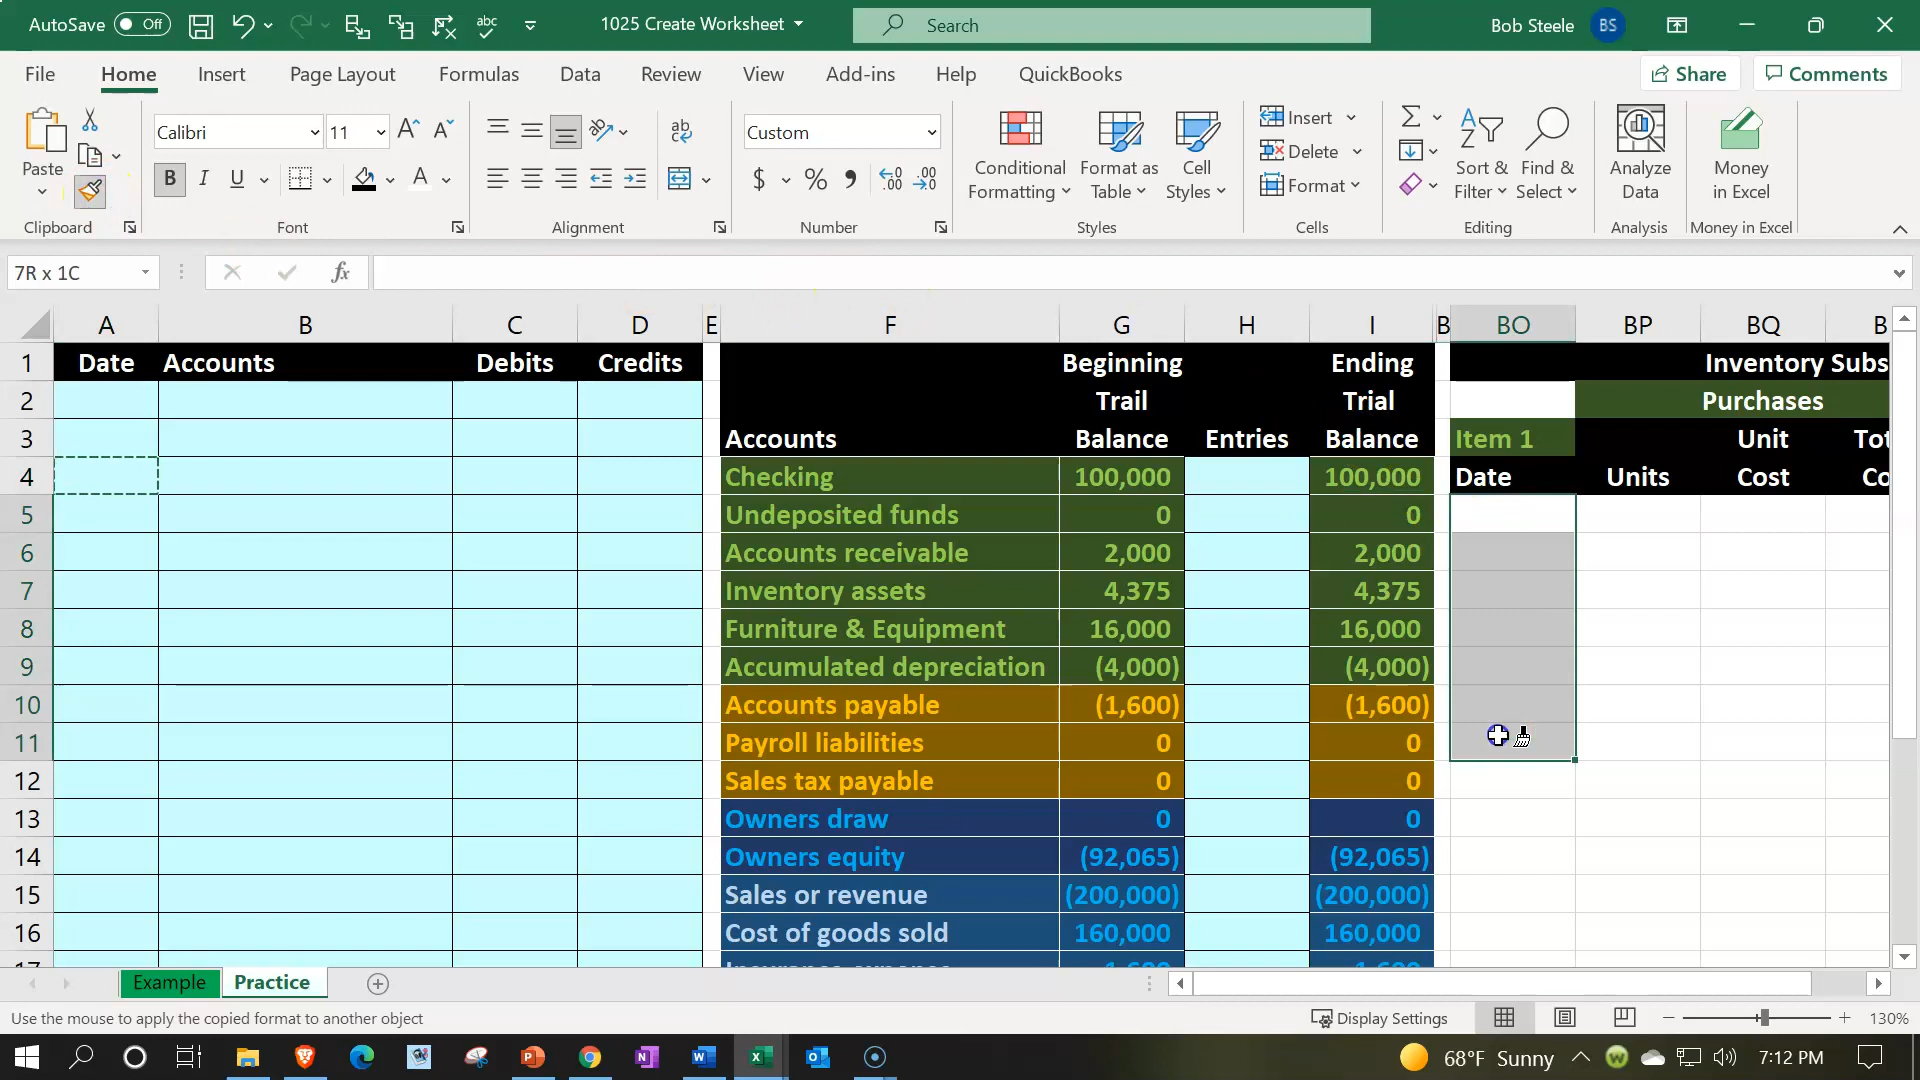 AutoSave Off 1025 Create Worksheet Search Bob Steele BS
File Home Insert Page Layout Formulas Data Review View Add-ins Help QuickBooks Share Comments
Paste
Calibri 11
Custom
Conditional Formatting
Format as Table
Cell Styles
Insert
Delete
Format
Sort & Filter
Find & Select
Analyze Data
Money in Excel
Clipboard Font Alignment Number Styles Cells Editing Analysis Money in Excel
7R x 1C fx
A B C D E F G H I B BO BP BQ B
1 Date Accounts Debits Credits Beginning Ending Inventory Subs
2 Trail Trial Purchases
3 Accounts Balance Entries Balance Item 1 Unit Tot
4 Checking 100,000 100,000 Date Units Cost Co
5 Undeposited funds 0 0
6 Accounts receivable 2,000 2,000
7 Inventory assets 4,375 4,375
8 Furniture & Equipment 16,000 16,000
9 Accumulated depreciation (4,000) (4,000)
10 Accounts payable (1,600) (1,600)
11 Payroll liabilities 0 0
12 Sales tax payable 0 0
13 Owners draw 0 0
14 Owners equity (92,065) (92,065)
15 Sales or revenue (200,000) (200,000)
16 Cost of goods sold 160,000 160,000
Example Practice
Use the mouse to apply the copied format to another object Display Settings 130%
68°F Sunny 7:12 PM